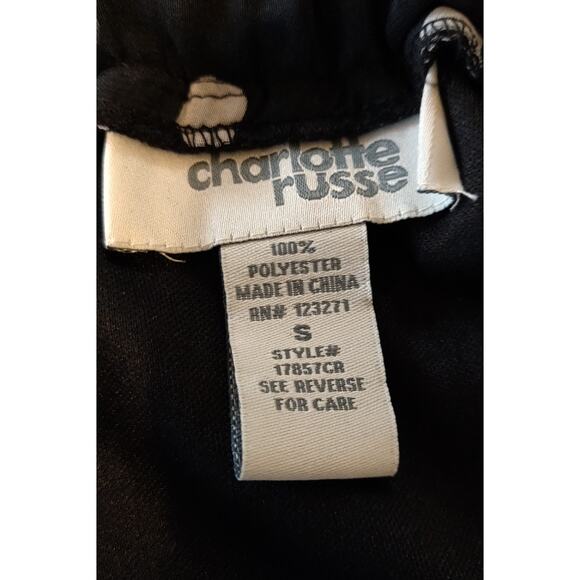 charlotte
russe
100%
POLYESTER
MADE IN CHINA
RN# 123271
S
STYLE#
17857CR
SEE REVERSE
FOR CARE